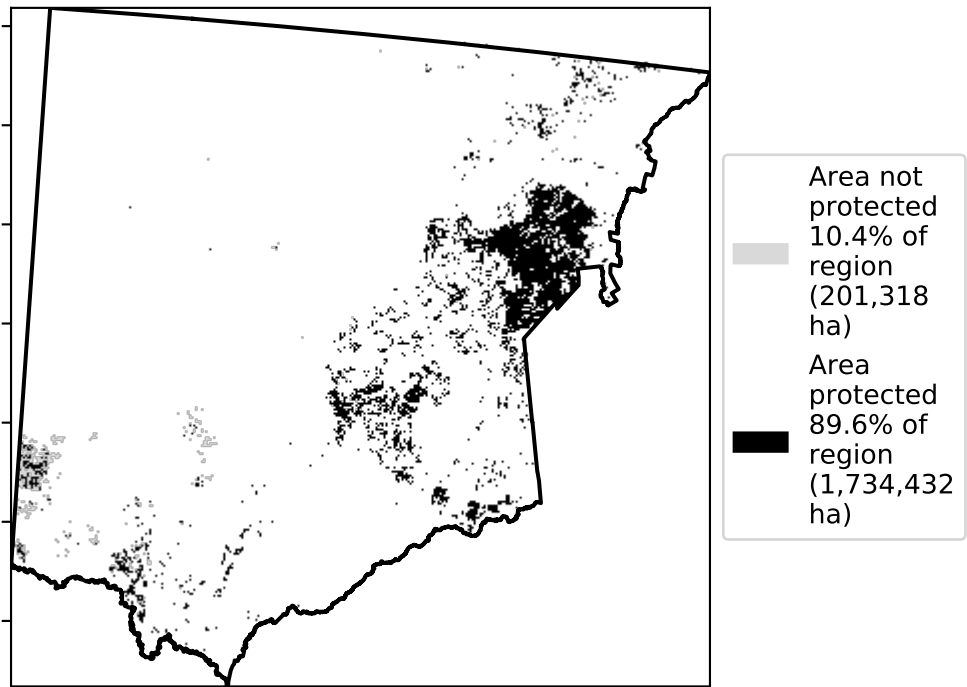 Area not
protected
10.4% of
region
(201,318
ha)
Area
protected
89.6% of
region
(1,734,432
ha)